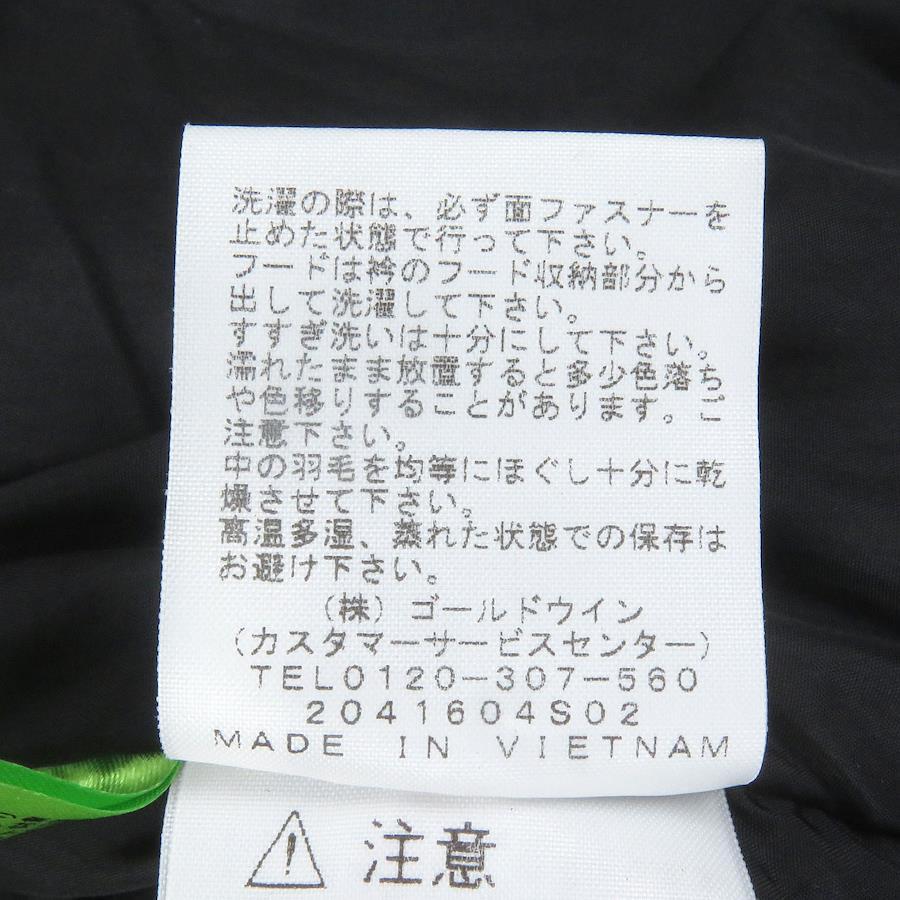 洗濯の際は、必ず面ファスナーを
止めた状態で行って下さい。
フードは衿のフード収納部分から
出して洗濯して下さい。
すすぎ洗いは十分にして下さい。
濡れたまま放置すると多少色落ち
や色移りすることがあります。ご
注意下さい。
中の羽毛を均等にほぐし十分に乾
燥させて下さい。
高温多湿、蒸れた状態での保存は
お避け下さい。
(株)ゴールドウイン
(カスタマーサービスセンター)
TEL0120-307-560
2041604S02
MADE IN VIETNAM
注意